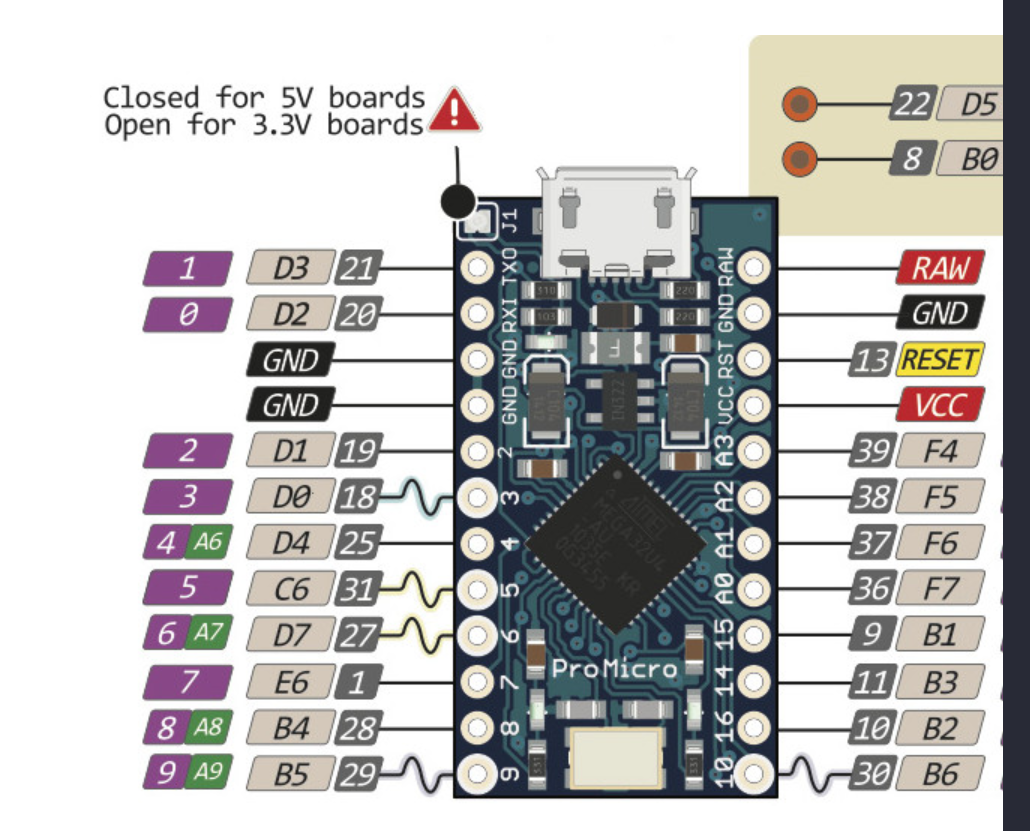 Closed for 5V boards
Open for 3.3V boards
!
22 D5
8 B0
J1
1 D3 21 TXO RAW RAW
0 D2 20 RXI GND GND
GND GND RST 13 RESET
GND GND VCC VCC
2 D1 19 2 A3 39 F4
3 D0 18 3 A2 38 F5
4 A6 D4 25 4 A1 37 F6
5 C6 31 5 A0 36 F7
6 A7 D7 27 6 15 9 B1
7 E6 1 7 14 11 B3
8 A8 B4 28 8 16 10 B2
9 A9 B5 29 9 10 30 B6
310
103
220
220
ProMicro